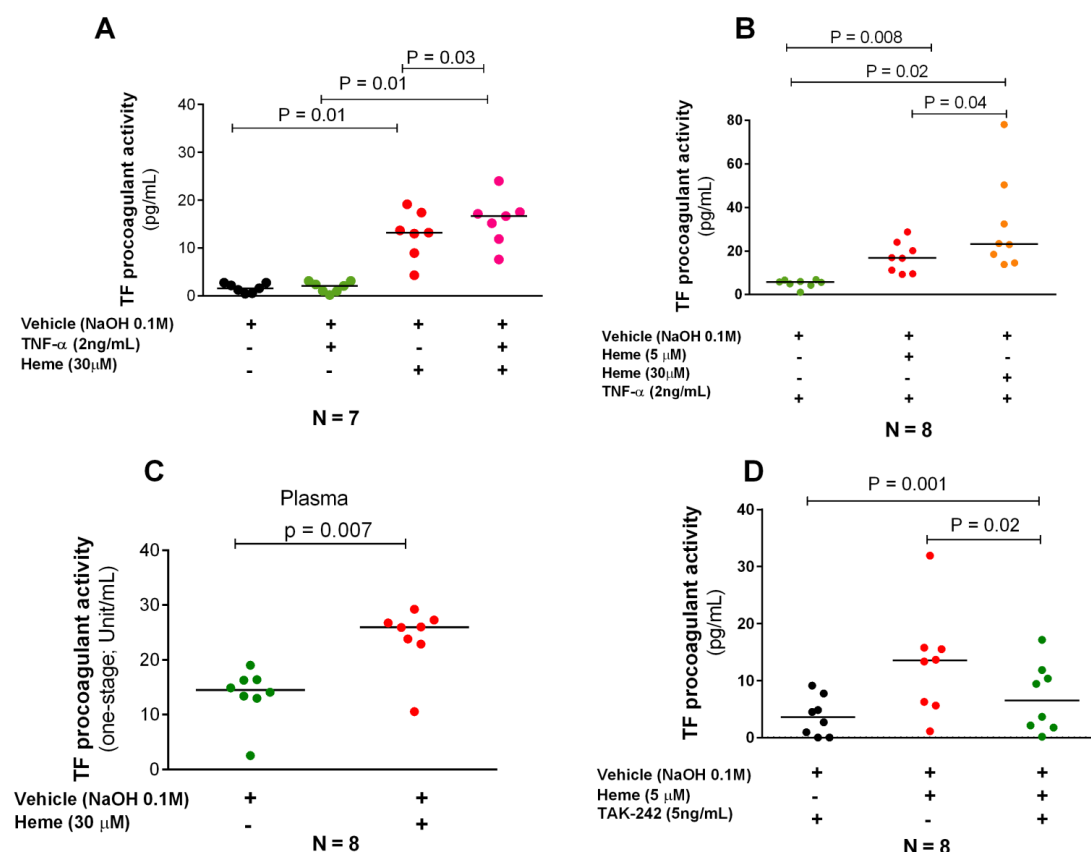 A
P = 0.03
P = 0.01
P = 0.01
TF procoagulant activity
(pg/mL)
40
30
20
10
0
Vehicle (NaOH 0.1M) + + + +
TNF-α (2ng/mL) - + - +
Heme (30µM) - - + +
N = 7
B
P = 0.008
P = 0.02
P = 0.04
TF procoagulant activity
(pg/mL)
80
60
40
20
0
Vehicle (NaOH 0.1M) + + +
Heme (5 µM) - + -
Heme (30µM) - - +
TNF-α (2ng/mL) + + +
N = 8
C
Plasma
p = 0.007
TF procoagulant activity
(one-stage; Unit/mL)
40
30
20
10
0
Vehicle (NaOH 0.1M) + +
Heme (30 µM) - +
N = 8
D
P = 0.001
P = 0.02
TF procoagulant activity
(pg/mL)
40
30
20
10
0
Vehicle (NaOH 0.1M) + + +
Heme (5 µM) - + +
TAK-242 (5ng/mL) + - +
N = 8